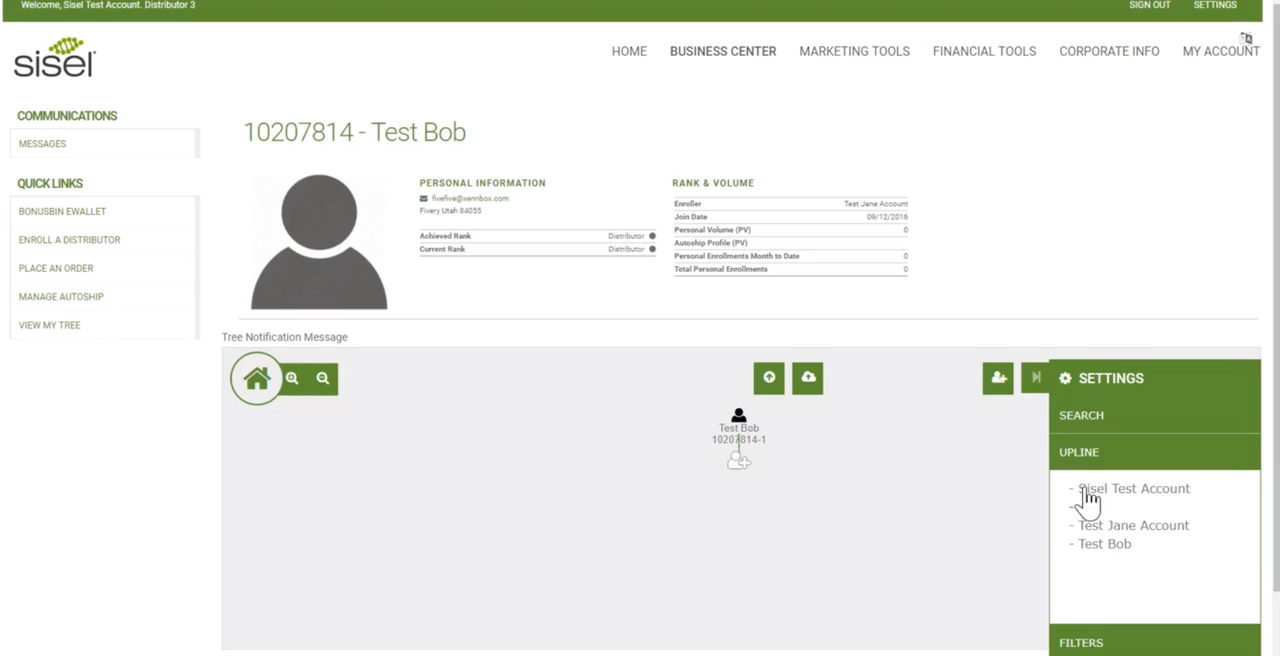 Welcome, Sisel Test Account. Distributor 3
SIGN OUT SETTINGS
sisel
HOME BUSINESS CENTER MARKETING TOOLS FINANCIAL TOOLS CORPORATE INFO MY ACCOUNT
COMMUNICATIONS
MESSAGES
QUICK LINKS
BONUSBIN EWALLET
ENROLL A DISTRIBUTOR
PLACE AN ORDER
MANAGE AUTOSHIP
VIEW MY TREE
10207814 - Test Bob
PERSONAL INFORMATION
fivefive@xennbox.com
Fivery Utah 84055
Achieved Rank Distributor
Current Rank Distributor
RANK & VOLUME
Enroller Test Jane Account
Join Date 09/12/2016
Personal Volume (PV) 0
Autoship Profile (PV)
Personal Enrollments Month to Date 0
Total Personal Enrollments 0
Tree Notification Message
Test Bob
10207814-1
SETTINGS
SEARCH
UPLINE
- Sisel Test Account
-
- Test Jane Account
- Test Bob
FILTERS